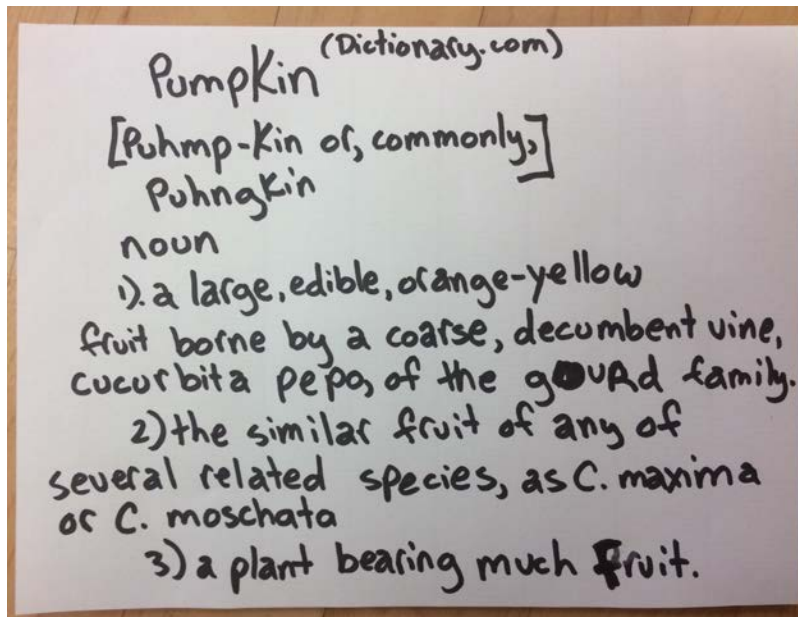 (Dictionary.com)
Pumpkin
[Puhmp-Kin or, commonly,]
Puhngkin
noun
1). a large, edible, orange-yellow
fruit borne by a coarse, decumbent vine,
cucurbita pepo, of the gourd family.
2) the similar fruit of any of
several related species, as C. maxima
or C. moschata
3) a plant bearing much fruit.